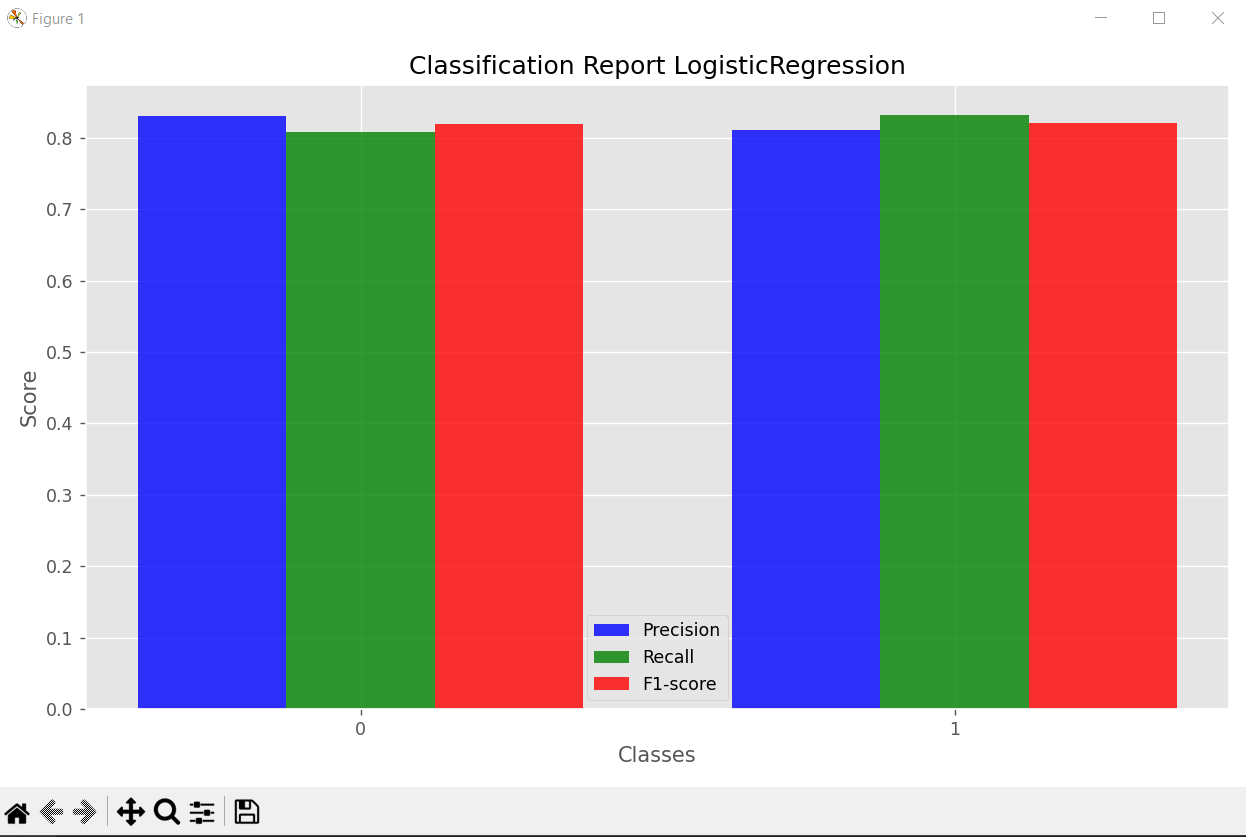 Figure 1
Classification Report LogisticRegression
0.8
0.7
0.6
0.5
0.4
0.3
0.2
0.1
0.0
Score
Precision
Recall
F1-score
0 1
Classes